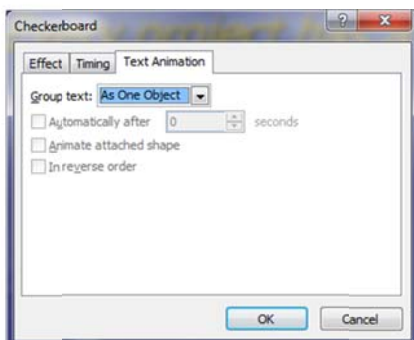 Checkerboard
Effect Timing Text Animation
Group text: As One Object
Automatically after 0 seconds
Animate attached shape
In reverse order
OK Cancel